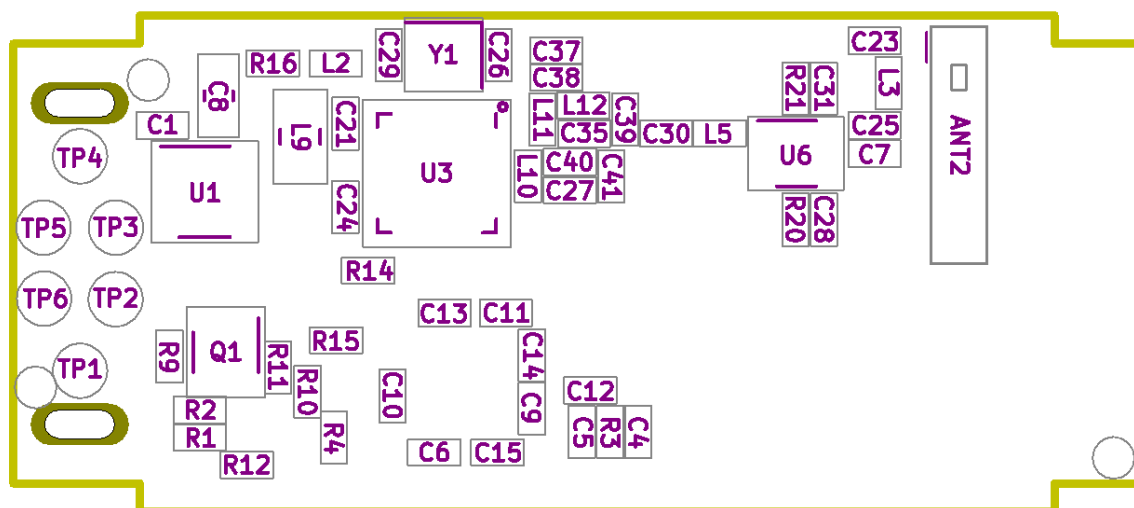 C29
Y1
C26
C37
C23
R16
L2
C38
C8
R21
C31
L3
L12
C1
L9
C21
L11
C35
C39
C30
L5
C25
ANT2
TP4
U3
L10
C40
C41
U6
C7
U1
C27
C24
R20
C28
TP5
TP3
R14
TP6
TP2
C13
C11
R15
R9
Q1
R11
C14
TP1
R10
C10
C12
R2
C9
R1
R4
C5
R3
C4
R12
C6
C15